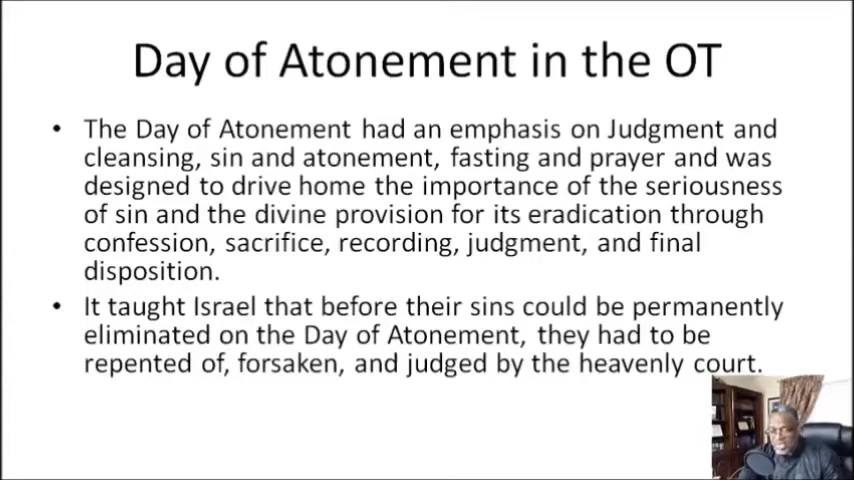 Day of Atonement in the OT
• The Day of Atonement had an emphasis on Judgment and
cleansing, sin and atonement, fasting and prayer and was
designed to drive home the importance of the seriousness
of sin and the divine provision for its eradication through
confession, sacrifice, recording, judgment, and final
disposition.
• It taught Israel that before their sins could be permanently
eliminated on the Day of Atonement, they had to be
repented of, forsaken, and judged by the heavenly court.